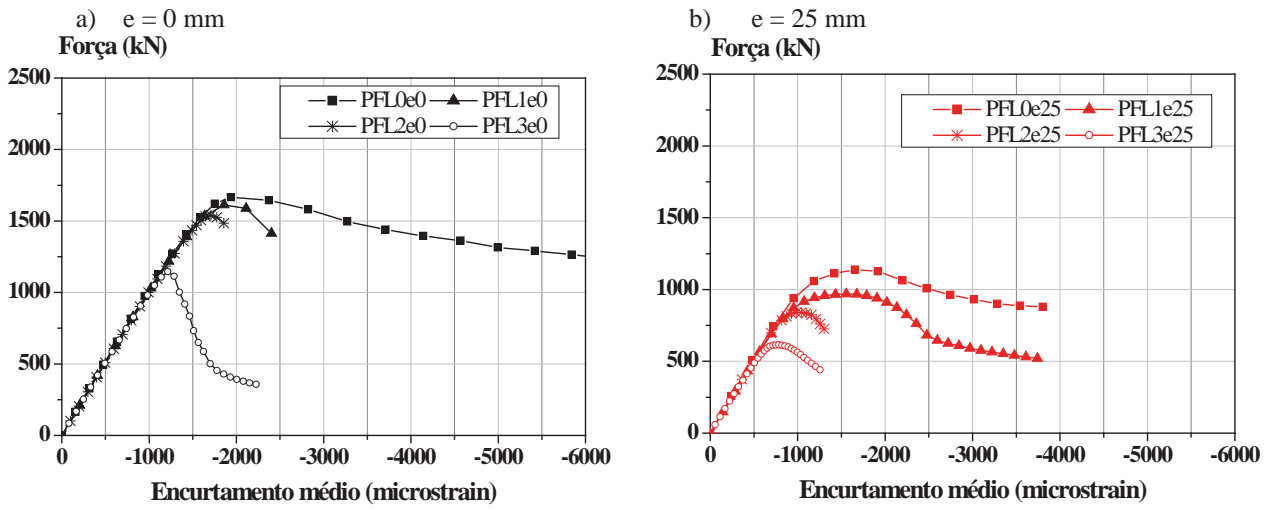 a) e = 0 mm
Força (kN)
2500
2000
1500
1000
500
0
PFL0e0 PFL1e0
PFL2e0 PFL3e0
0 -1000 -2000 -3000 -4000 -5000 -6000
Encurtamento médio (microstrain)
b) e = 25 mm
Força (kN)
2500
2000
1500
1000
500
0
PFL0e25 PFL1e25
PFL2e25 PFL3e25
0 -1000 -2000 -3000 -4000 -5000 -6000
Encurtamento médio (microstrain)